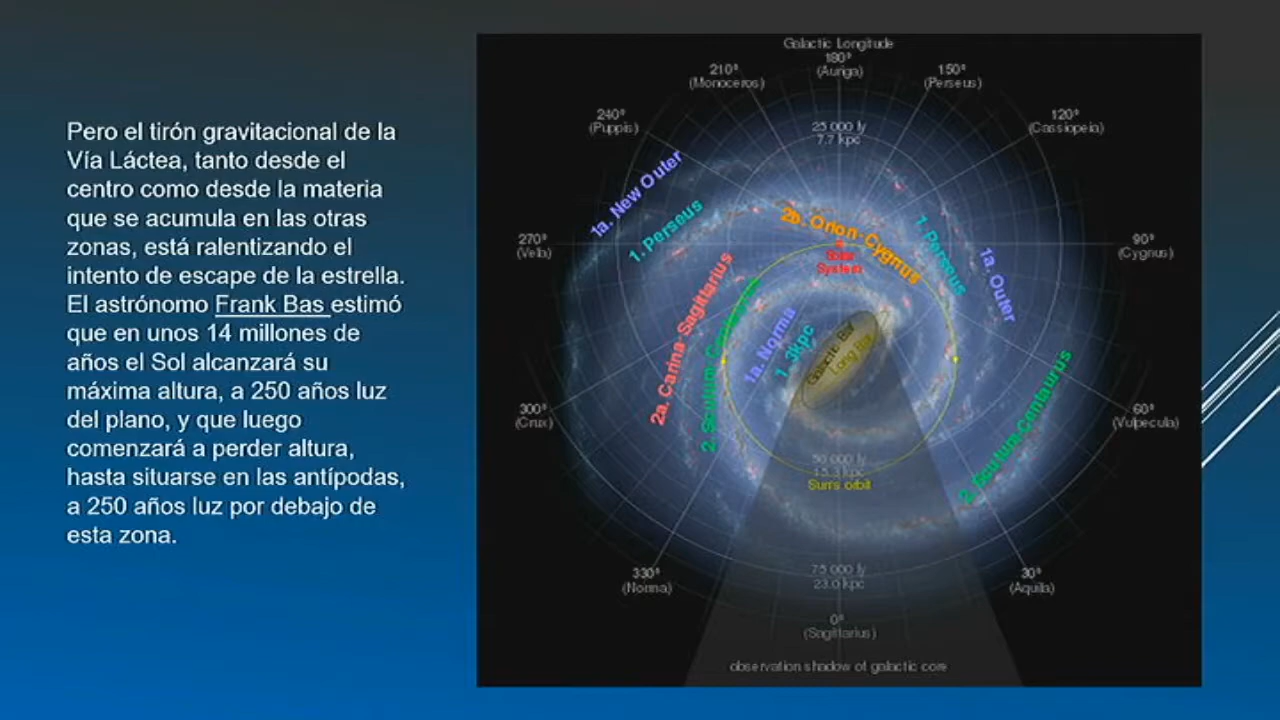 Pero el tirón gravitacional de la
Vía Láctea, tanto desde el
centro como desde la materia
que se acumula en las otras
zonas, está ralentizando el
intento de escape de la estrella.
El astrónomo Frank Bas estimó
que en unos 14 millones de
años el Sol alcanzará su
máxima altura, a 250 años luz
del plano, y que luego
comenzará a perder altura,
hasta situarse en las antípodas,
a 250 años luz por debajo de
esta zona.
Galactic Longitude
180°
(Auriga)
210°
(Monoceros)
150°
(Perseus)
240°
(Puppis)
120°
(Cassiopeia)
25 000 ly
7.7 kpc
1a. New Outer
1. Perseus
2b. Orion-Cygnus
1. Perseus
1a. Outer
270°
(Vella)
90°
(Cygnus)
Solar
System
2a. Carina-Sagittarius
2. Scutum-Centaurus
1a. Norma
1. 3kpc
Galactic Bar
Long Bar
2. Scutum-Centaurus
300°
(Crux)
60°
(Vulpecula)
50 000 ly
15.3 kpc
Sun's orbit
330°
(Norma)
75 000 ly
23.0 kpc
30°
(Aquila)
0°
(Sagittarius)
observation shadow of galactic core